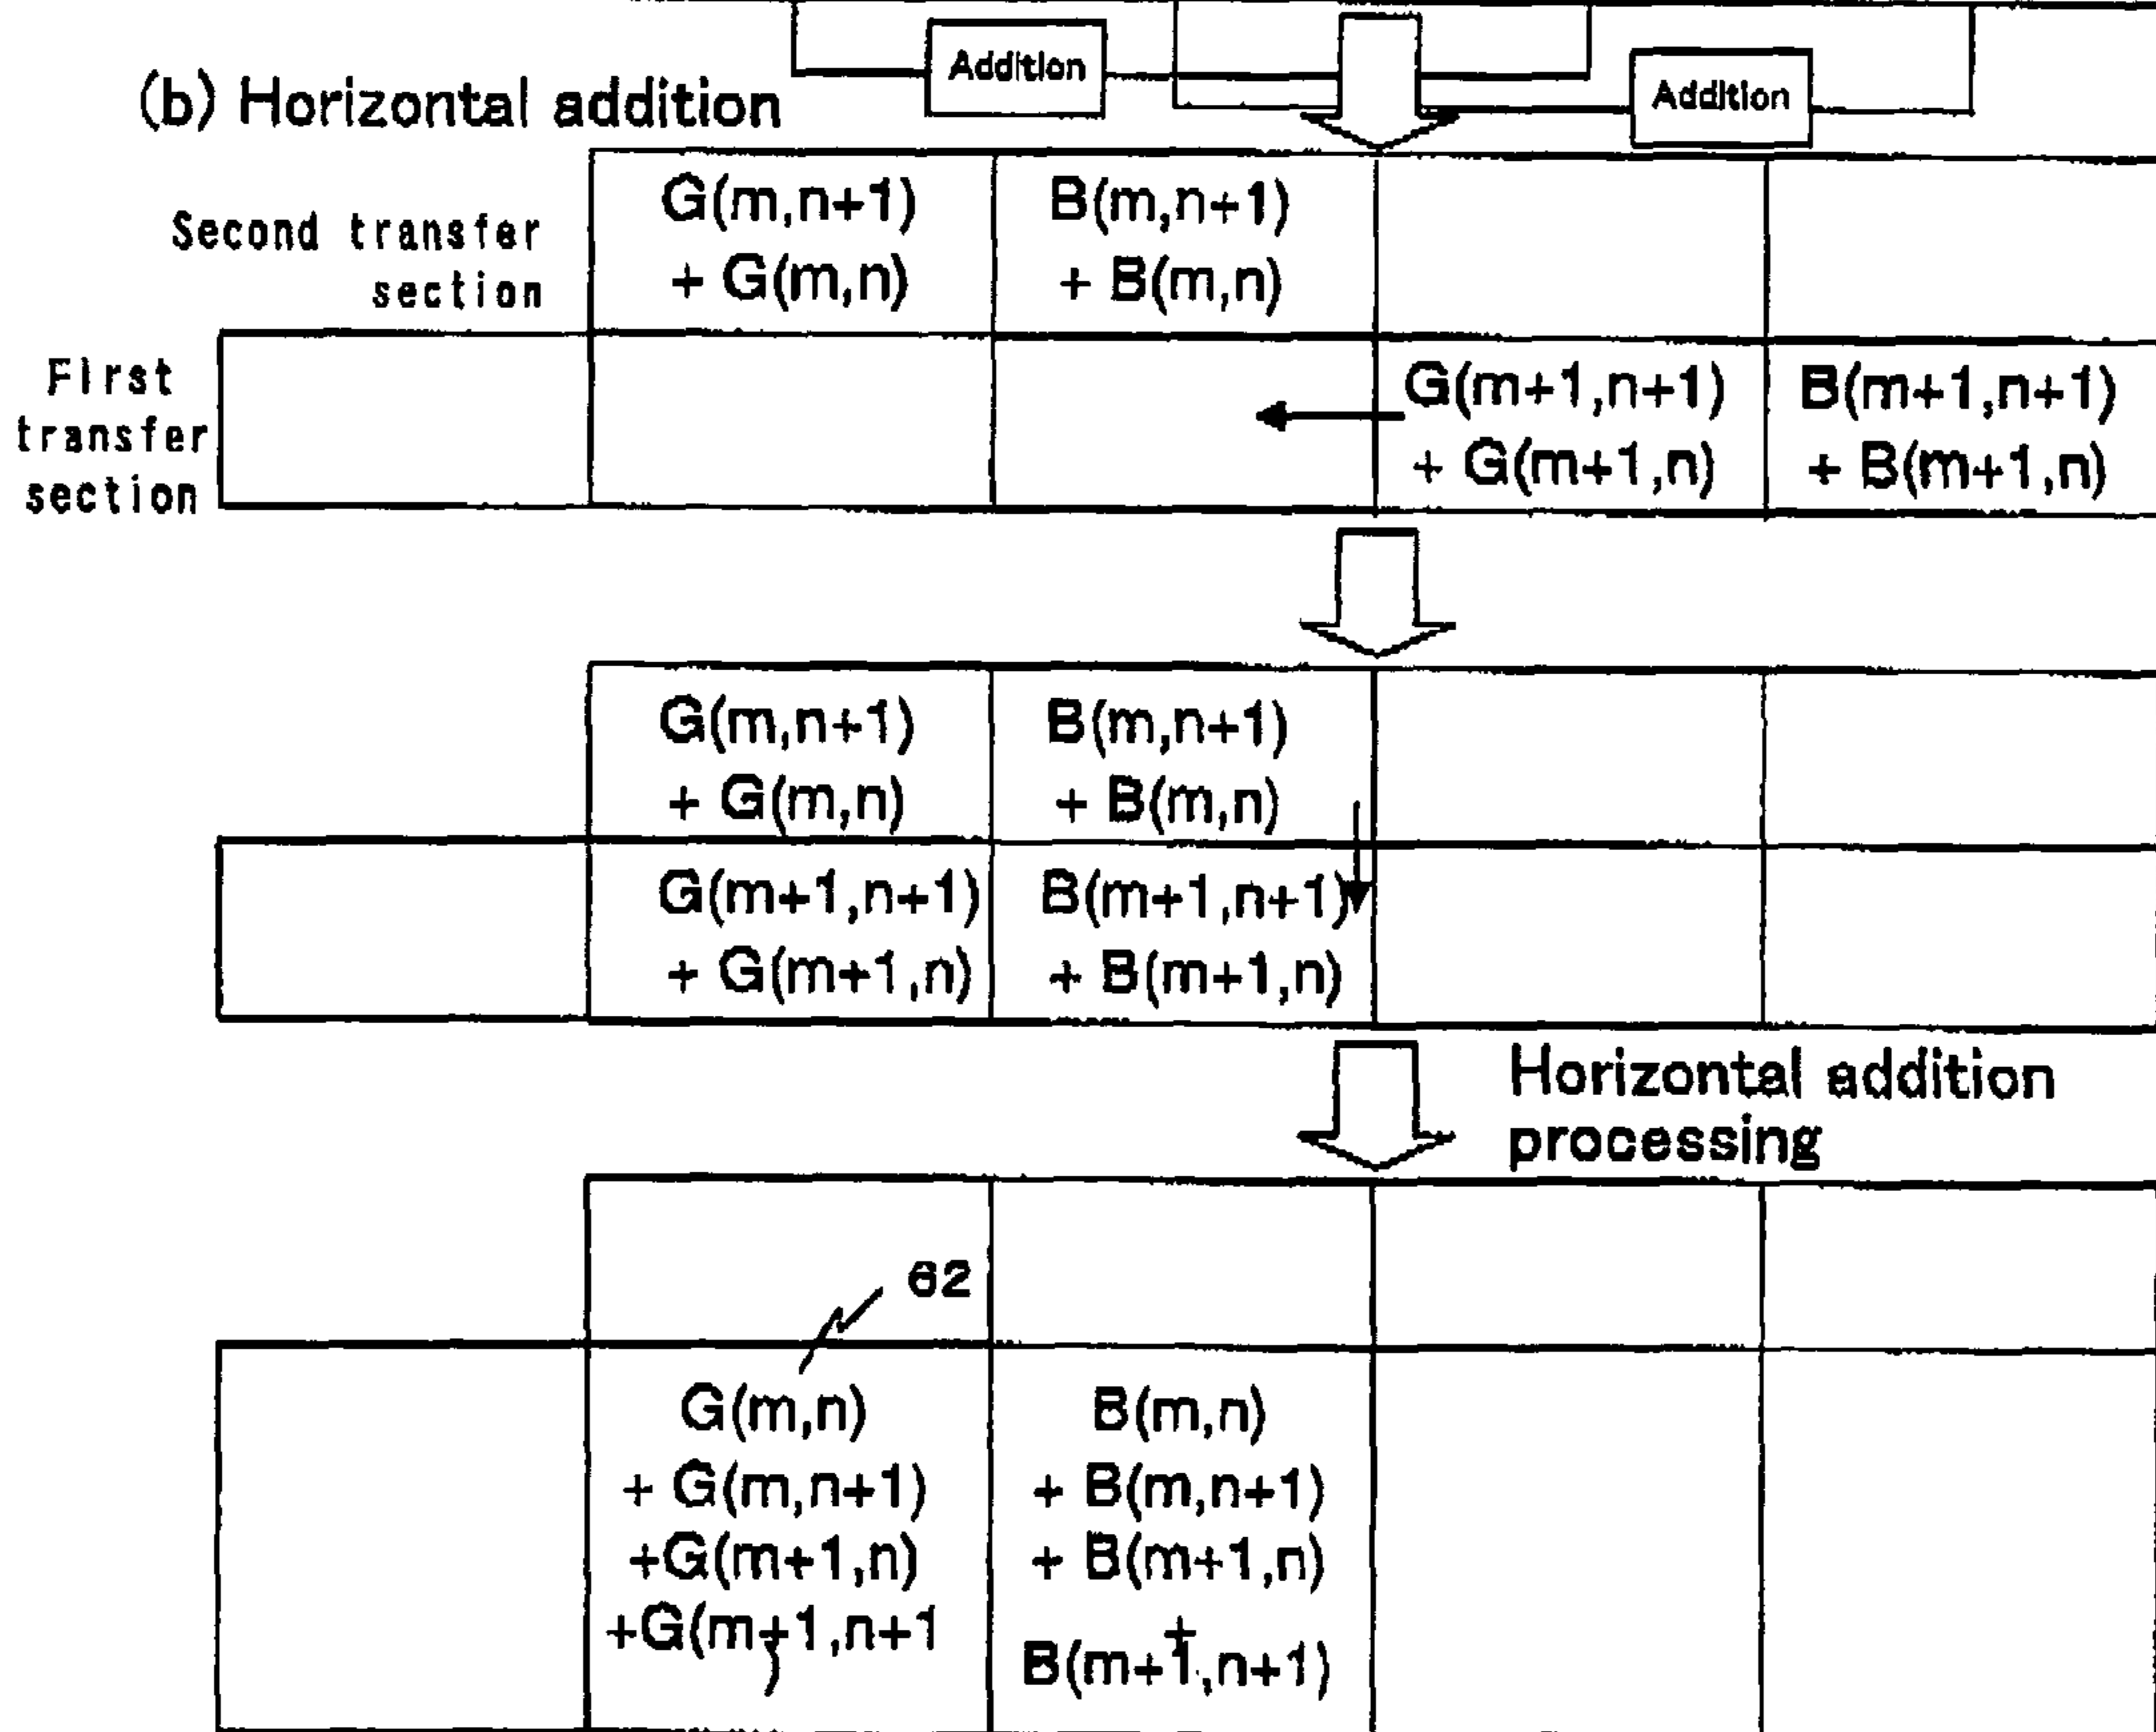 Addition
Addition
(b) Horizontal addition
G(m,n+1)
B(m,n+1)
Second transfer
section
+ G(m,n)
+ B(m,n)
First
transfer
section
G(m+1,n+1)
B(m+1,n+1)
+ G(m+1,n)
+ B(m+1,n)
G(m,n+1)
B(m,n+1)
+ G(m,n)
+ B(m,n)
G(m+1,n+1)
B(m+1,n+1)
+ G(m+1,n)
+ B(m+1,n)
Horizontal addition
processing
62
G(m,n)
+ G(m,n+1)
+G(m+1,n)
+G(m+1,n+1
)
B(m,n)
+ B(m,n+1)
+ B(m+1,n)
+
B(m+1,n+1)